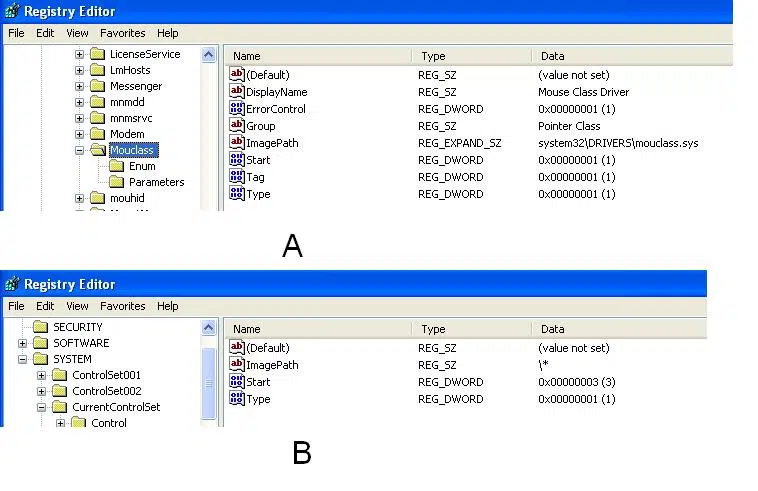 Registry Editor
File Edit View Favorites Help
LicenseService
LmHosts
Messenger
mnmdd
mnmsrvc
Modem
Mouclass
Enum
Parameters
mouhid
Name Type Data
(Default) REG_SZ (value not set)
DisplayName REG_SZ Mouse Class Driver
ErrorControl REG_DWORD 0x00000001 (1)
Group REG_SZ Pointer Class
ImagePath REG_EXPAND_SZ system32\DRIVERS\mouclass.sys
Start REG_DWORD 0x00000001 (1)
Tag REG_DWORD 0x00000001 (1)
Type REG_DWORD 0x00000001 (1)
A
Registry Editor
File Edit View Favorites Help
SECURITY
SOFTWARE
SYSTEM
ControlSet001
ControlSet002
CurrentControlSet
Control
Name Type Data
(Default) REG_SZ (value not set)
ImagePath REG_SZ \*
Start REG_DWORD 0x00000003 (3)
Type REG_DWORD 0x00000001 (1)
B